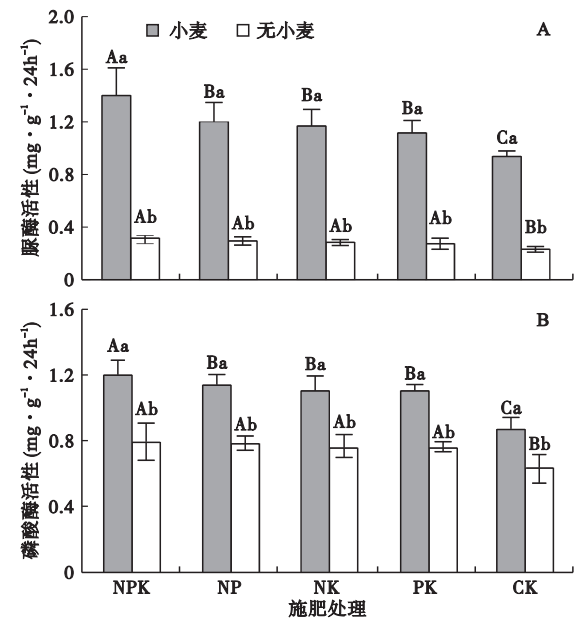 2.0
小麦 无小麦 A
Aa
1.6
脲酶活性(mg·g⁻¹·24h⁻¹)
Ba Ba Ba
1.2
Ca
0.8
Ab Ab Ab Ab Bb
0.4
0
1.6
B
Aa Ba Ba Ba
磷酸酶活性(mg·g⁻¹·24h⁻¹)
1.2
Ca
Ab Ab Ab Ab Bb
0.8
0.4
0
NPK NP NK PK CK
施肥处理